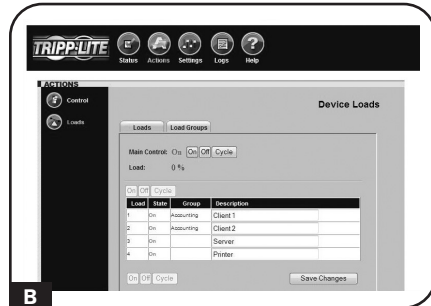 TRIPP·LITE
Status Actions Settings Logs Help
ACTIONS
Control
Loads
Device Loads
Loads Load Groups
Main Control: On On Off Cycle
Load: 0 %
On Off Cycle
Load State Group Description
1 On Accounting Client 1
2 On Accounting Client 2
3 On Server
4 On Printer
On Off Cycle Save Changes
B